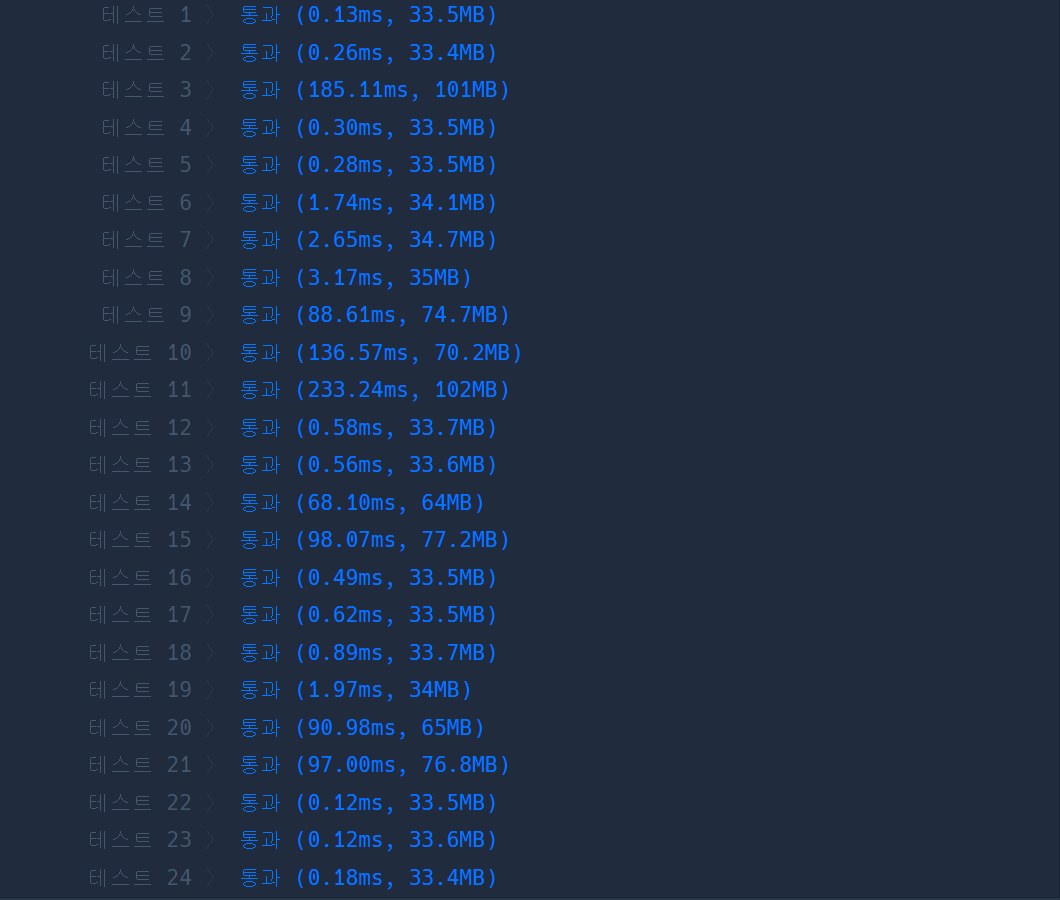 테스트 1 〉 통과 (0.13ms, 33.5MB)
테스트 2 〉 통과 (0.26ms, 33.4MB)
테스트 3 〉 통과 (185.11ms, 101MB)
테스트 4 〉 통과 (0.30ms, 33.5MB)
테스트 5 〉 통과 (0.28ms, 33.5MB)
테스트 6 〉 통과 (1.74ms, 34.1MB)
테스트 7 〉 통과 (2.65ms, 34.7MB)
테스트 8 〉 통과 (3.17ms, 35MB)
테스트 9 〉 통과 (88.61ms, 74.7MB)
테스트 10 〉 통과 (136.57ms, 70.2MB)
테스트 11 〉 통과 (233.24ms, 102MB)
테스트 12 〉 통과 (0.58ms, 33.7MB)
테스트 13 〉 통과 (0.56ms, 33.6MB)
테스트 14 〉 통과 (68.10ms, 64MB)
테스트 15 〉 통과 (98.07ms, 77.2MB)
테스트 16 〉 통과 (0.49ms, 33.5MB)
테스트 17 〉 통과 (0.62ms, 33.5MB)
테스트 18 〉 통과 (0.89ms, 33.7MB)
테스트 19 〉 통과 (1.97ms, 34MB)
테스트 20 〉 통과 (90.98ms, 65MB)
테스트 21 〉 통과 (97.00ms, 76.8MB)
테스트 22 〉 통과 (0.12ms, 33.5MB)
테스트 23 〉 통과 (0.12ms, 33.6MB)
테스트 24 〉 통과 (0.18ms, 33.4MB)